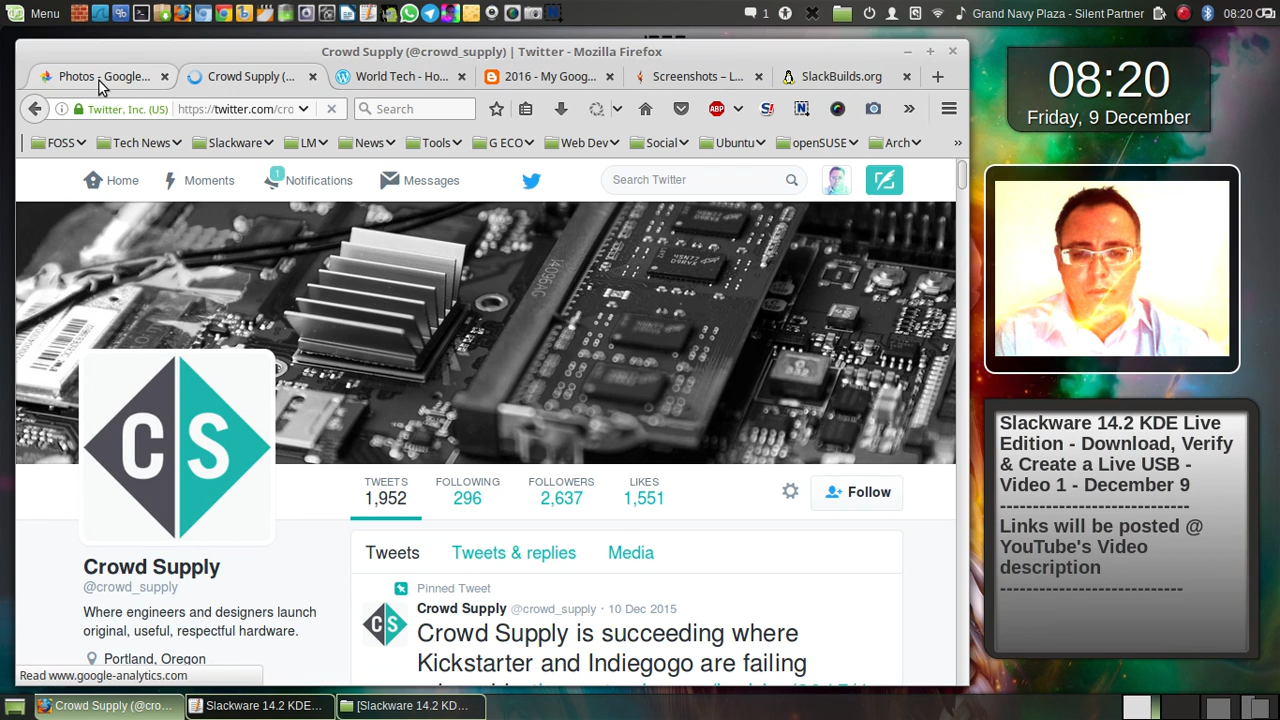 Menu
1
Grand Navy Plaza - Silent Partner
08:20
Crowd Supply (@crowd_supply) | Twitter - Mozilla Firefox
Photos - Google...
Crowd Supply (...
World Tech - Ho...
2016 - My Goog...
Screenshots – L...
SlackBuilds.org
Twitter, Inc. (US)
https://twitter.com/cro
Search
ABP
FOSS
Tech News
Slackware
LM
News
Tools
G ECO
Web Dev
Social
Ubuntu
openSUSE
Arch
Home
Moments
1
Notifications
Messages
Search Twitter
CS
TWEETS
1,952
FOLLOWING
296
FOLLOWERS
2,637
LIKES
1,551
Follow
Crowd Supply
@crowd_supply
Where engineers and designers launch
original, useful, respectful hardware.
Portland, Oregon
Tweets
Tweets & replies
Media
Pinned Tweet
CS
Crowd Supply @crowd_supply · 10 Dec 2015
Crowd Supply is succeeding where
Kickstarter and Indiegogo are failing
Read www.google-analytics.com
08:20
Friday, 9 December
Slackware 14.2 KDE Live
Edition - Download, Verify
& Create a Live USB -
Video 1 - December 9
----------------------------
Links will be posted @
YouTube's Video
description
---------------------------
Crowd Supply (@cro...
Slackware 14.2 KDE...
[Slackware 14.2 KD...